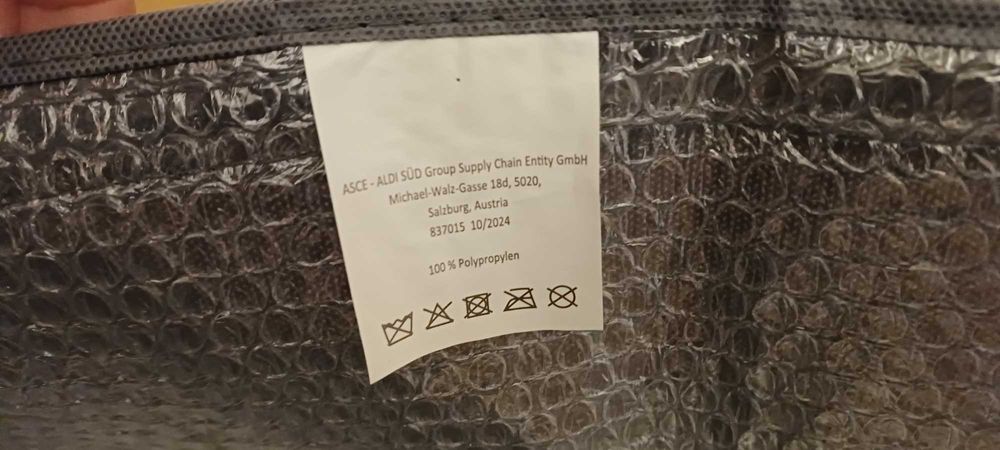 ASCE - ALDI SÜD Group Supply Chain Entity GmbH
Michael-Walz-Gasse 18d, 5020,
Salzburg, Austria
837015 10/2024
100 % Polypropylen